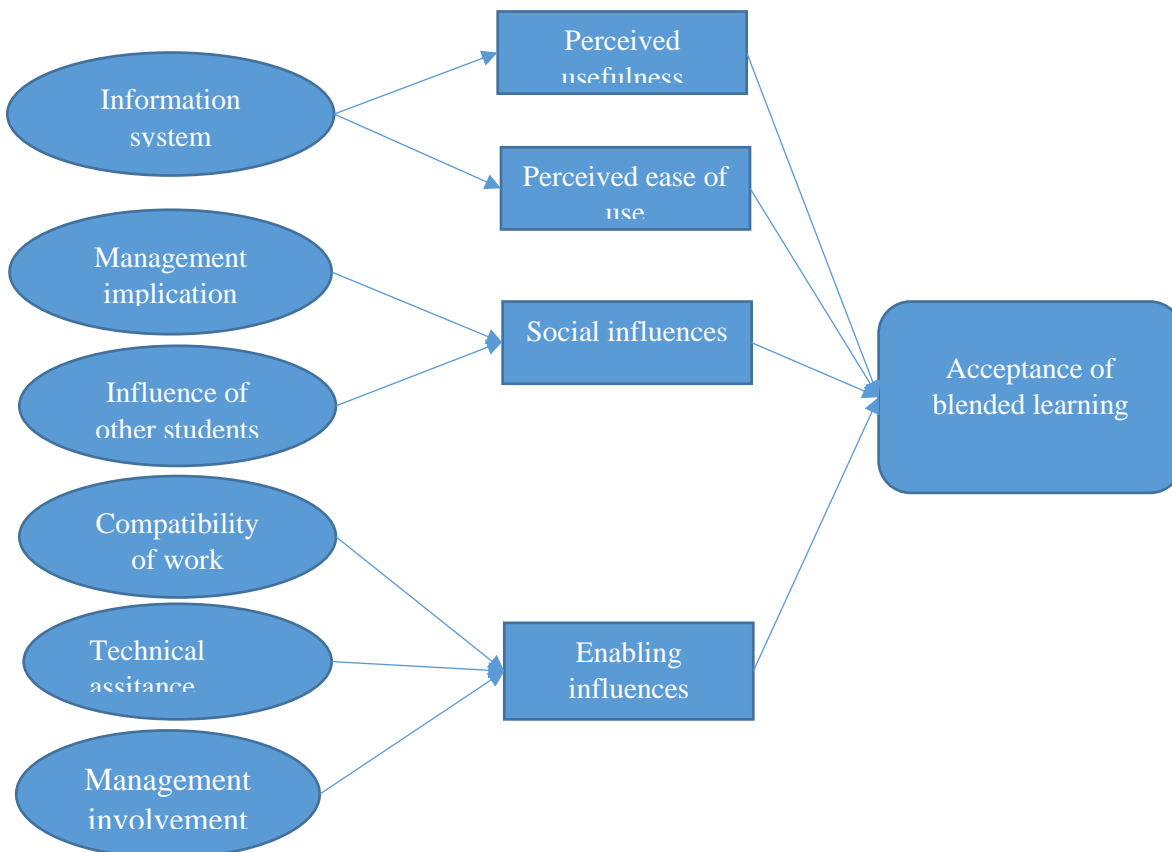 Perceived
usefulness
Information
system
Perceived ease of
use
Management
implication
Social influences
Influence of
other students
Acceptance of
blended learning
Compatibility
of work
Technical
assitance
Enabling
influences
Management
involvement